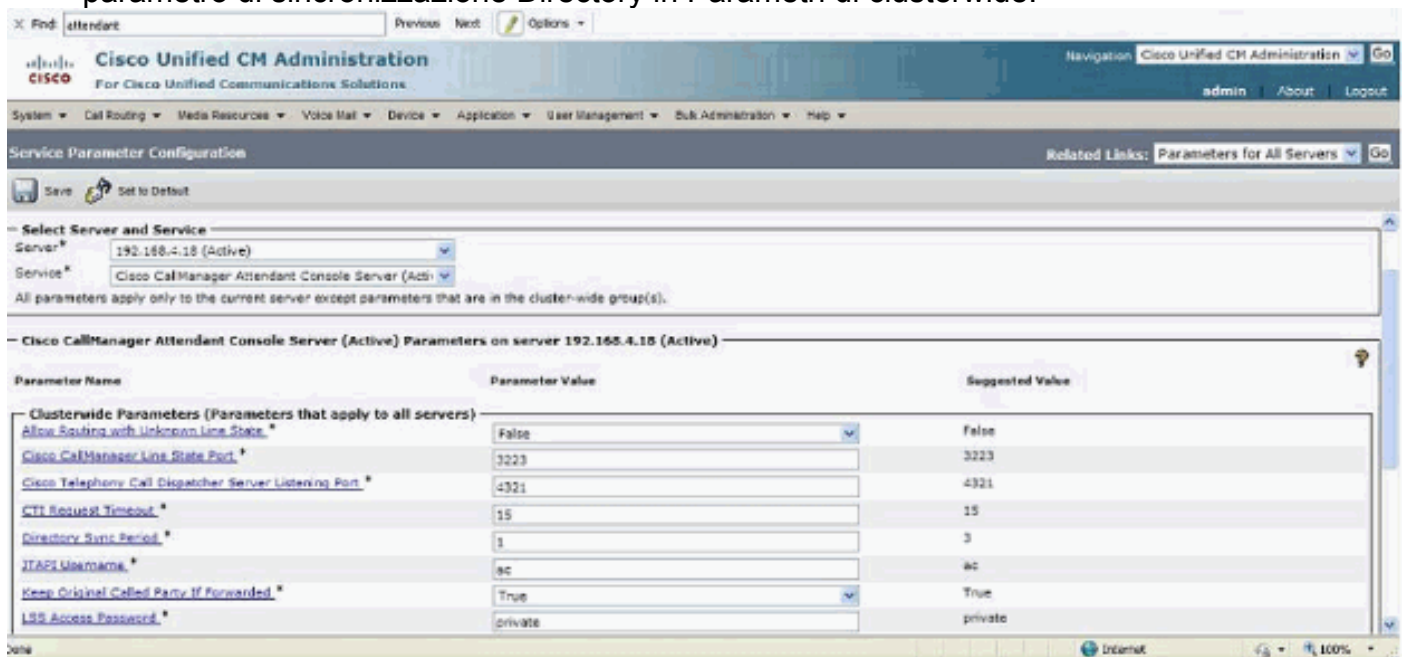 parametro di sincronizzazione Directory in Parametri di clusterwide.
× Find: attendant Previous Next Options
Cisco Unified CM Administration Navigation Cisco Unified CM Administration Go
CISCO For Cisco Unified Communications Solutions
admin About Logout
System Call Routing Media Resources Voice Mail Device Application User Management Bulk Administration Help
Service Parameter Configuration Related Links: Parameters for All Servers Go
Save Set to Default
Select Server and Service
Server* 192.168.4.18 (Active)
Service* Cisco CallManager Attendant Console Server (Acti
All parameters apply only to the current server except parameters that are in the cluster-wide group(s).
Cisco CallManager Attendant Console Server (Active) Parameters on server 192.168.4.18 (Active)
?
Parameter Name Parameter Value Suggested Value
Clusterwide Parameters (Parameters that apply to all servers)
Allow Routing with Unknown Line State * False False
Cisco CallManager Line State Port * 3223 3223
Cisco Telephony Call Dispatcher Server Listening Port * 4321 4321
CTI Request Timeout * 15 15
Directory Sync Period * 1 3
JTAPI Username * ac ac
Keep Original Called Party If Forwarded * True True
LSS Access Password * private private
Done Internet 100%